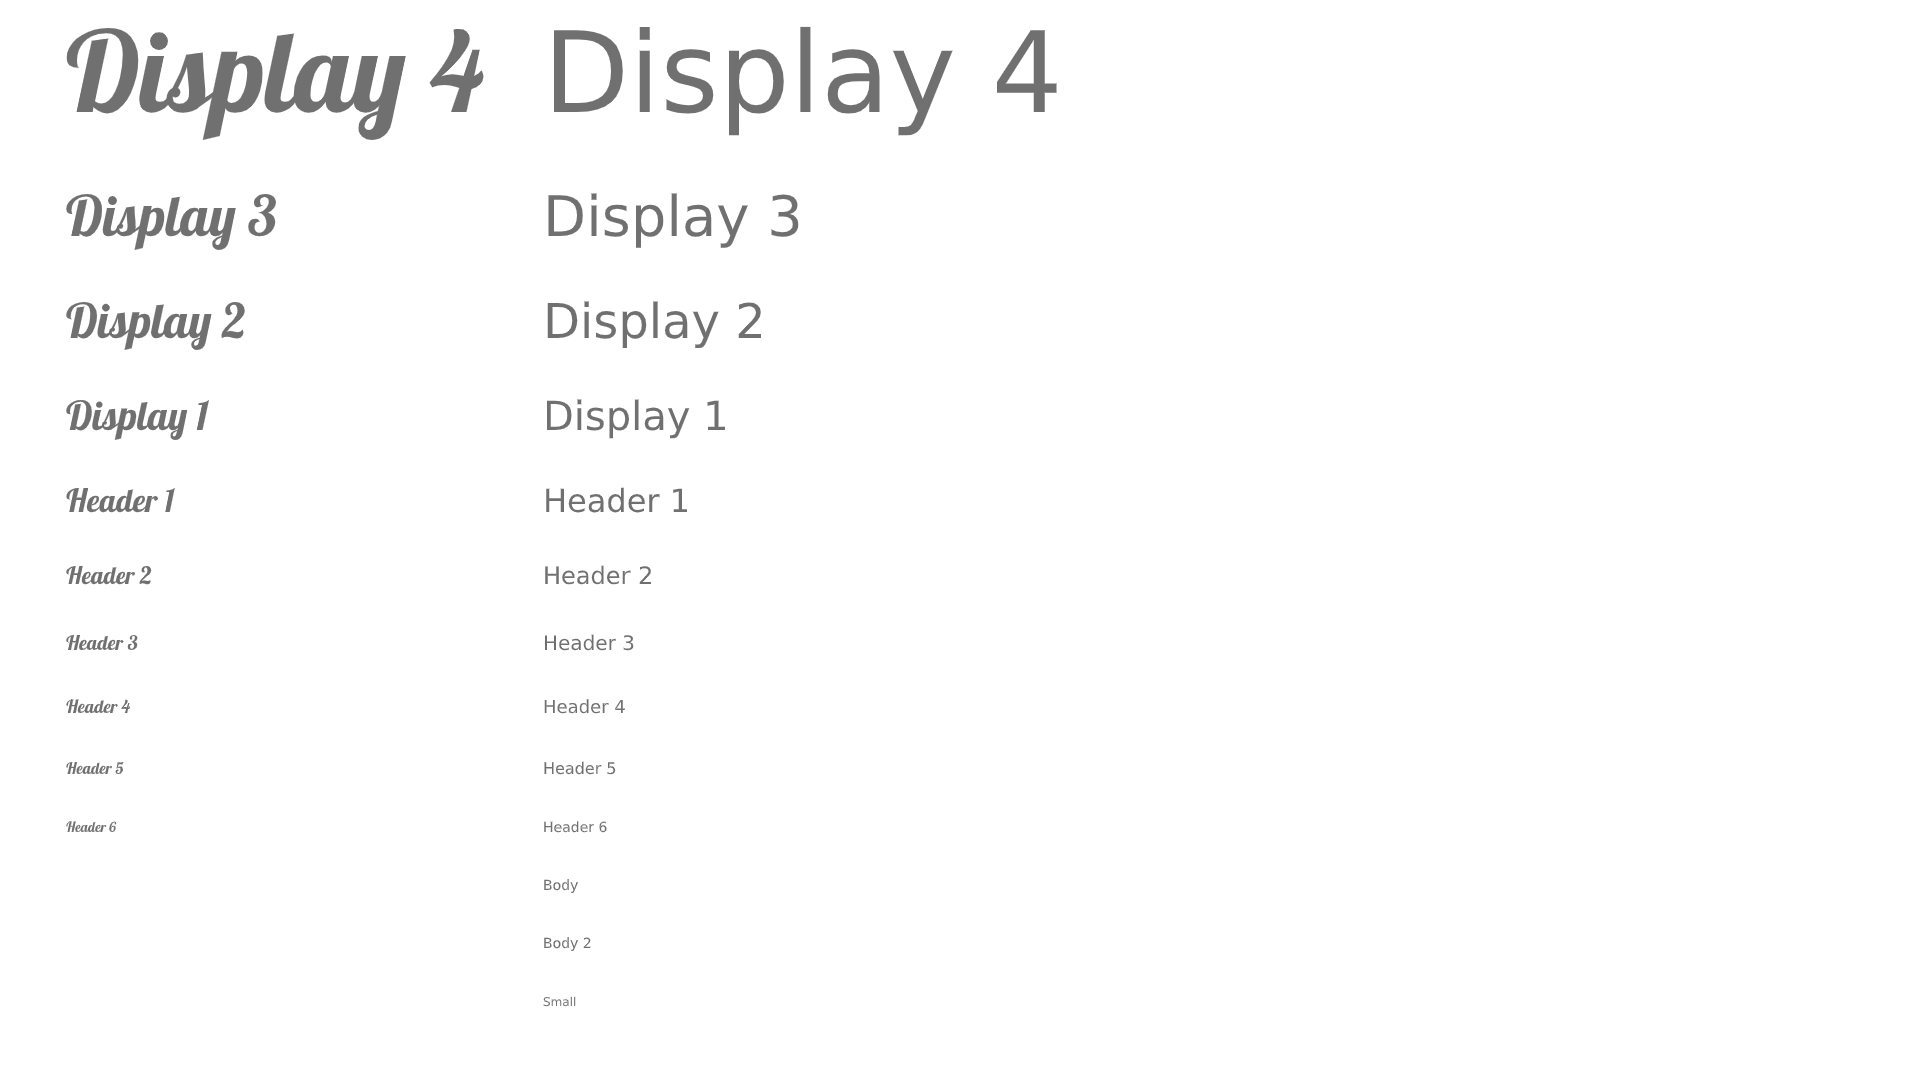 Display 4 Display 4
Display 3 Display 3
Display 2 Display 2
Display 1 Display 1
Header 1 Header 1
Header 2 Header 2
Header 3 Header 3
Header 4 Header 4
Header 5 Header 5
Header 6 Header 6
Body
Body 2
Small